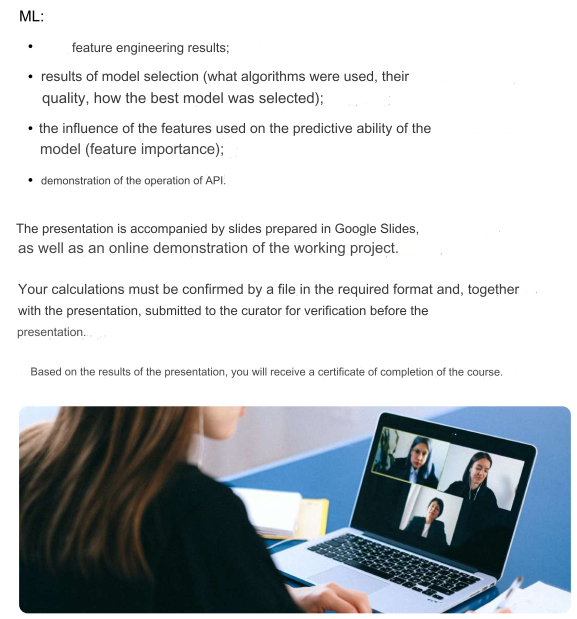 ML:
• feature engineering results;
• results of model selection (what algorithms were used, their
quality, how the best model was selected);
• the influence of the features used on the predictive ability of the
model (feature importance);
• demonstration of the operation of API.
The presentation is accompanied by slides prepared in Google Slides,
as well as an online demonstration of the working project.
Your calculations must be confirmed by a file in the required format and, together
with the presentation, submitted to the curator for verification before the
presentation.
Based on the results of the presentation, you will receive a certificate of completion of the course.